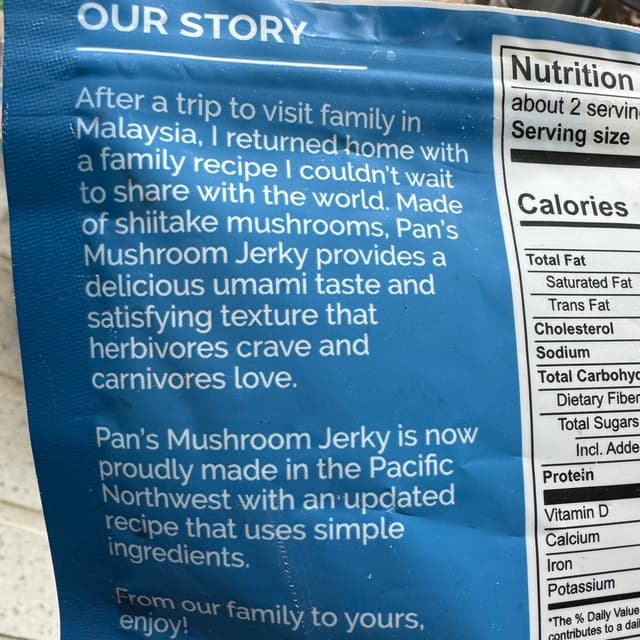 OUR STORY
After a trip to visit family in
Malaysia, I returned home with
a family recipe I couldn't wait
to share with the world. Made
of shiitake mushrooms, Pan's
Mushroom Jerky provides a
delicious umami taste and
satisfying texture that
herbivores crave and
carnivores love.
Pan's Mushroom Jerky is now
proudly made in the Pacific
Northwest with an updated
recipe that uses simple
ingredients.
From our family to yours,
enjoy!
Nutrition
about 2 servin
Serving size
Calories
Total Fat
Saturated Fat
Trans Fat
Cholesterol
Sodium
Total Carbohyd
Dietary Fiber
Total Sugars
Incl. Adde
Protein
Vitamin D
Calcium
Iron
Potassium
*The % Daily Value
contributes to a dai